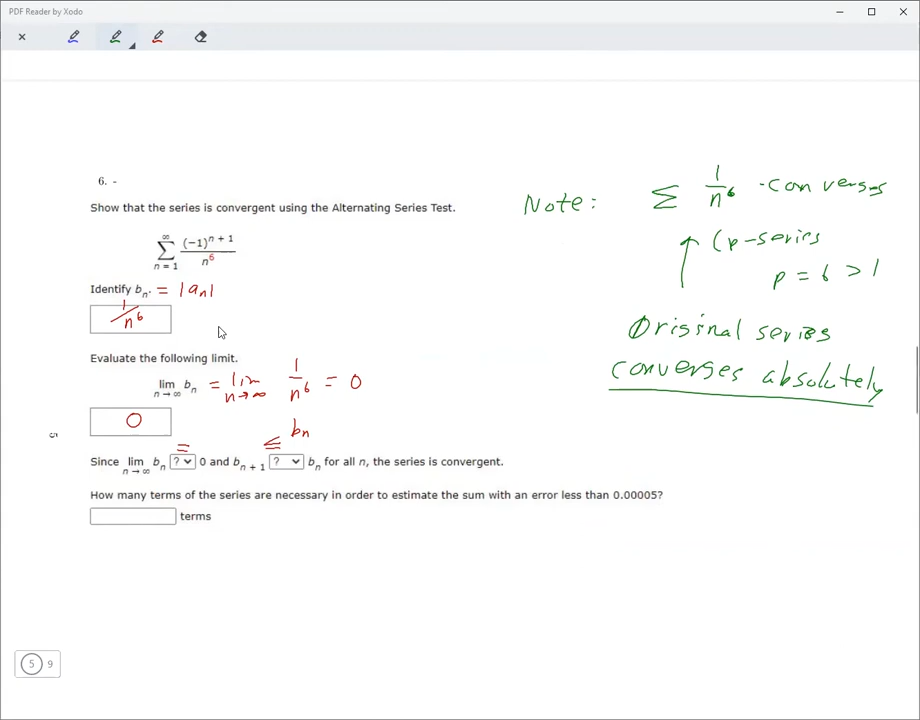 PDF Reader by Xodo
6. -
Show that the series is convergent using the Alternating Series Test.
∞ ∑ n = 1 (−1)^(n + 1) / n^6
Identify b_n. = |a_n|
1/n^6
Evaluate the following limit.
lim n→∞ b_n = lim n→∞ 1/n^6 = 0
0
= ≤ b_n
Since lim n→∞ b_n ? 0 and b_(n + 1) ? b_n for all n, the series is convergent.
How many terms of the series are necessary in order to estimate the sum with an error less than 0.00005?
terms
Note: ∑ 1/n^6 - converges
↑ (p-series
p = 6 > 1
Original series
converges absolutely
5
5 9